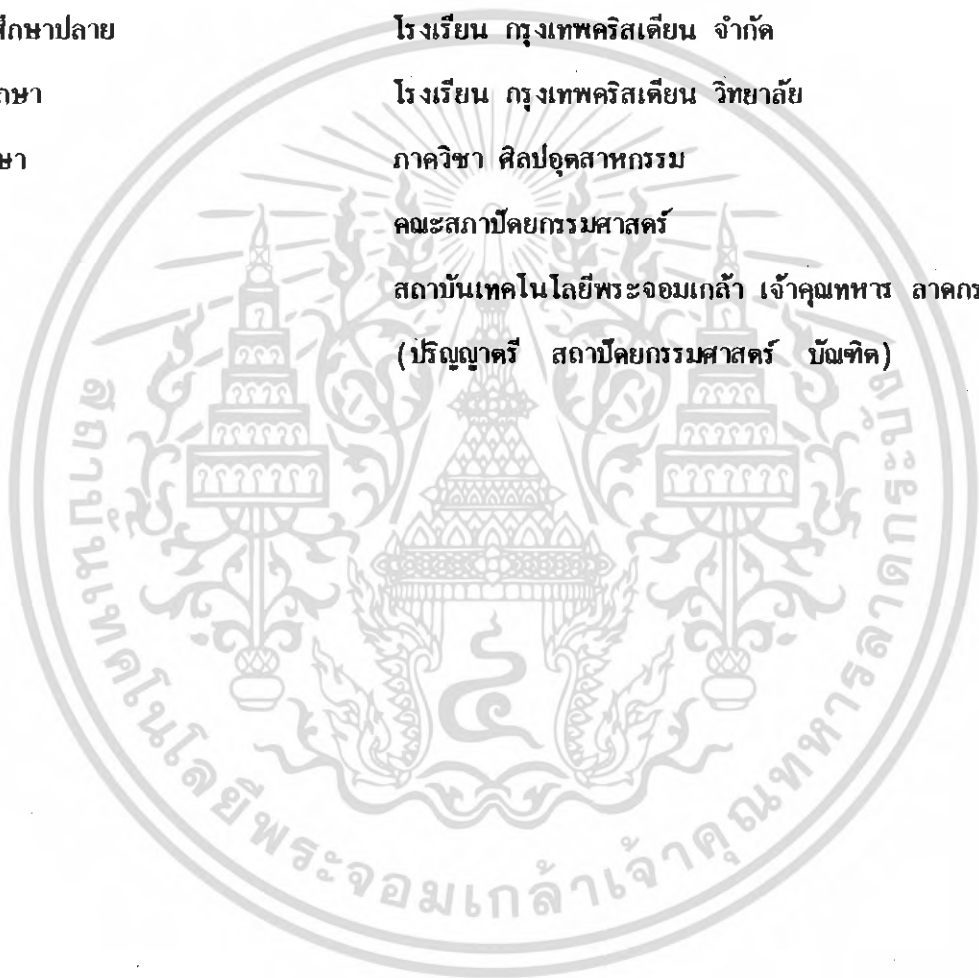 ศึกษาปลาย โรงเรียน กรุงเทพคริสเตียน จำกัด
กษา โรงเรียน กรุงเทพคริสเตียน วิทยาลัย
ษา ภาควิชา ศิลปอุตสาหกรรม
คณะสถาปัตยกรรมศาสตร์
สถาบันเทคโนโลยีพระจอมเกล้า เจ้าคุณทหาร ลาดกร
(ปริญญาตรี สถาปัตยกรรมศาสตร์ บัณฑิต)
สถาบันเทคโนโลยีพระจอมเกล้าเจ้าคุณทหารลาดกระบัง
๔